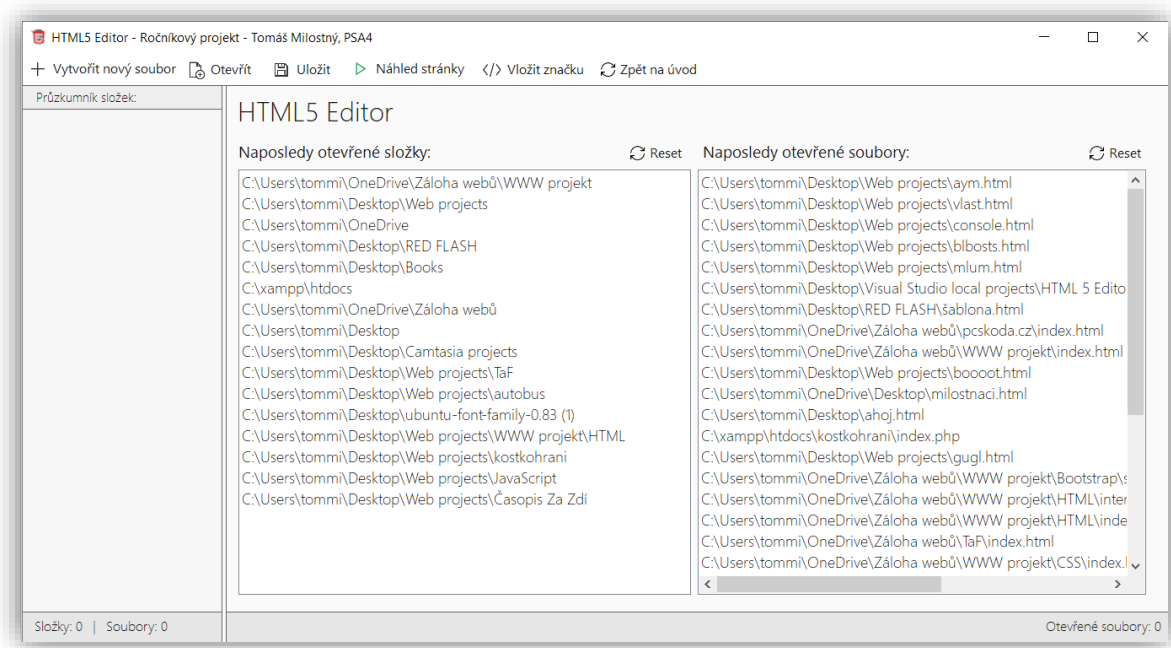 HTML5 Editor - Ročníkový projekt - Tomáš Milostný, PSA4
Vytvořit nový soubor Otevřít Uložit Náhled stránky </> Vložit značku Zpět na úvod
Průzkumník složek:
HTML5 Editor
Naposledy otevřené složky: Reset
C:\Users\tommi\OneDrive\Záloha webů\WWW projekt
C:\Users\tommi\Desktop\Web projects
C:\Users\tommi\OneDrive
C:\Users\tommi\Desktop\RED FLASH
C:\Users\tommi\Desktop\Books
C:\xampp\htdocs
C:\Users\tommi\OneDrive\Záloha webů
C:\Users\tommi\Desktop
C:\Users\tommi\Desktop\Camtasia projects
C:\Users\tommi\Desktop\Web projects\TaF
C:\Users\tommi\Desktop\Web projects\autobus
C:\Users\tommi\Desktop\ubuntu-font-family-0.83 (1)
C:\Users\tommi\Desktop\Web projects\WWW projekt\HTML
C:\Users\tommi\Desktop\Web projects\kostkohrani
C:\Users\tommi\Desktop\Web projects\JavaScript
C:\Users\tommi\Desktop\Web projects\Časopis Za Zdí
Naposledy otevřené soubory: Reset
C:\Users\tommi\Desktop\Web projects\aym.html
C:\Users\tommi\Desktop\Web projects\vlast.html
C:\Users\tommi\Desktop\Web projects\console.html
C:\Users\tommi\Desktop\Web projects\blbosts.html
C:\Users\tommi\Desktop\Web projects\mlum.html
C:\Users\tommi\Desktop\Visual Studio local projects\HTML 5 Edito
C:\Users\tommi\Desktop\RED FLASH\šablona.html
C:\Users\tommi\OneDrive\Záloha webů\pcskoda.cz\index.html
C:\Users\tommi\OneDrive\Záloha webů\WWW projekt\index.html
C:\Users\tommi\Desktop\Web projects\boooot.html
C:\Users\tommi\OneDrive\Desktop\milostnaci.html
C:\Users\tommi\Desktop\ahoj.html
C:\xampp\htdocs\kostkohrani\index.php
C:\Users\tommi\Desktop\Web projects\gugl.html
C:\Users\tommi\OneDrive\Záloha webů\WWW projekt\Bootstrap\s
C:\Users\tommi\OneDrive\Záloha webů\WWW projekt\HTML\inter
C:\Users\tommi\OneDrive\Záloha webů\WWW projekt\HTML\inde
C:\Users\tommi\OneDrive\Záloha webů\TaF\index.html
C:\Users\tommi\OneDrive\Záloha webů\WWW projekt\CSS\index.l
Složky: 0 | Soubory: 0
Otevřené soubory: 0